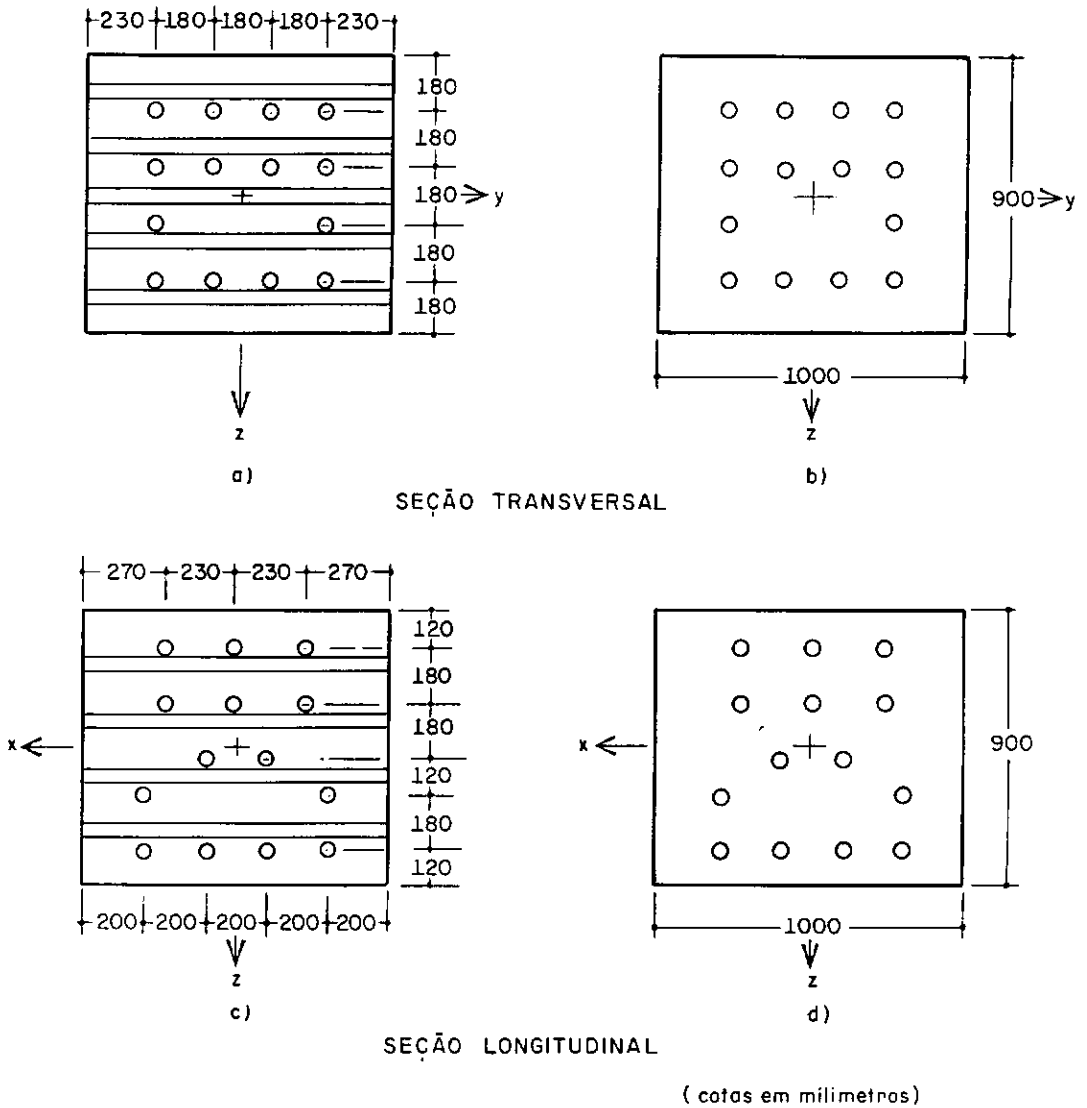 230 180 180 180 230
180
180
180
180
180
y
z
a)
900
y
1000
z
b)
SEÇÃO TRANSVERSAL
270 230 230 270
120
180
180
120
180
120
x
200 200 200 200 200
z
c)
x
900
1000
z
d)
SEÇÃO LONGITUDINAL
( cotas em milimetros)